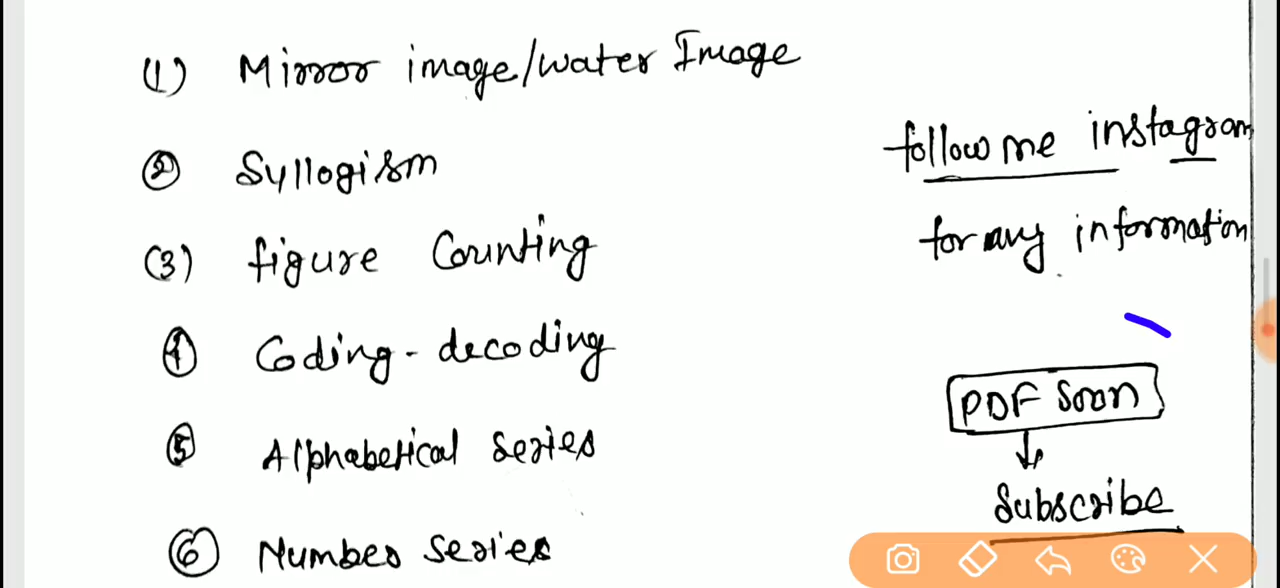 (1) Mirror image/water Image
(2) Syllogism
(3) figure Counting
(4) Coding-decoding
(5) Alphabetical series
(6) Number series
follow me instagram
for any information
PDF Soon
Subscribe